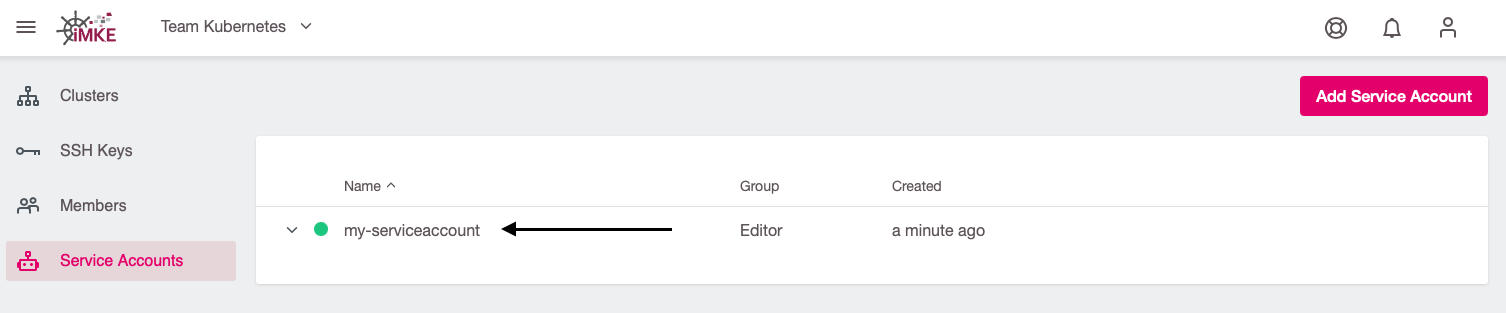 iMKE
Team Kubernetes
Clusters
Add Service Account
SSH Keys
Name Group Created
Members
my-serviceaccount Editor a minute ago
Service Accounts